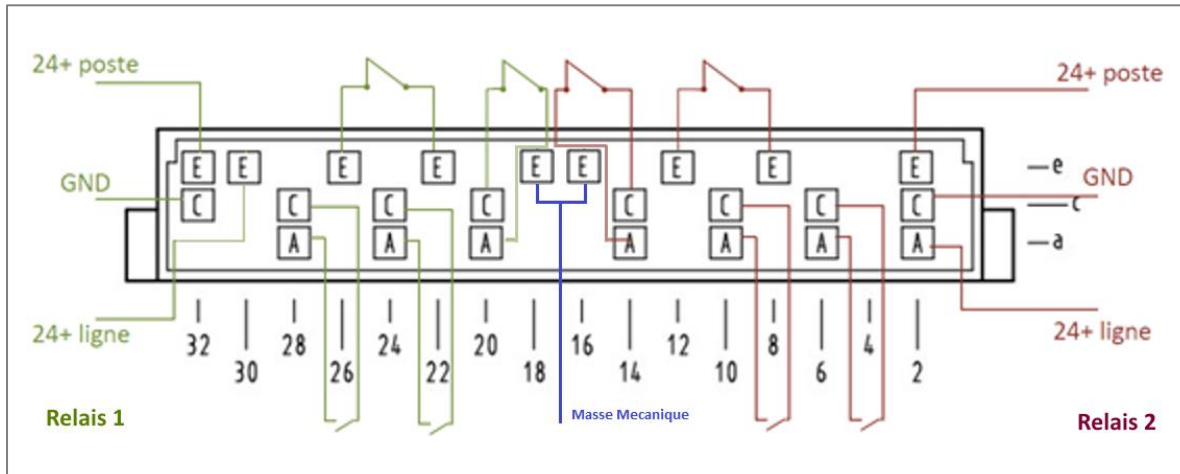 24+ poste
24+ poste
E E E E E E E E E
e
GND
GND
C C C C C C C
c
A A A A A A A
a
24+ ligne
24+ ligne
32 28 24 20 16 12 8 4
30 26 22 18 14 10 6 2
Relais 1
Masse Mecanique
Relais 2